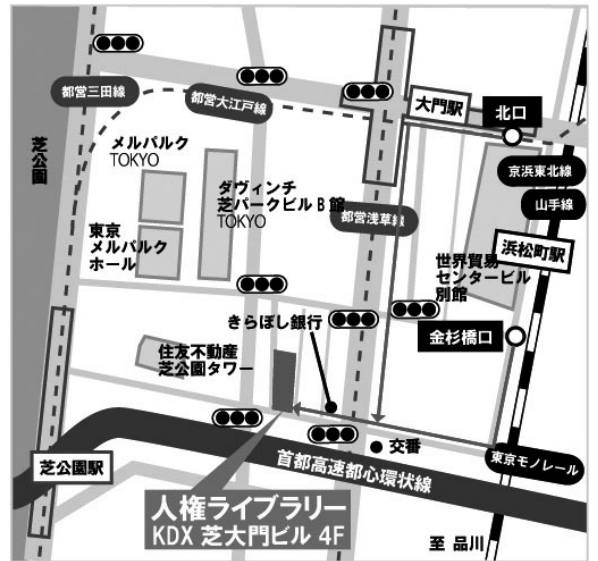 都営三田線
都営大江戸線
大門駅
北口
芝公園
メルパルク
TOKYO
ダヴィンチ
芝パークビル B 館
TOKYO
京浜東北線
山手線
都営浅草線
東京
メルパルク
ホール
浜松町駅
世界貿易
センタービル
別館
きらぼし銀行
金杉橋口
住友不動産
芝公園タワー
交番
芝公園駅
首都高速都心環状線
東京モノレール
人権ライブラリー
KDX 芝大門ビル 4F
至 品川